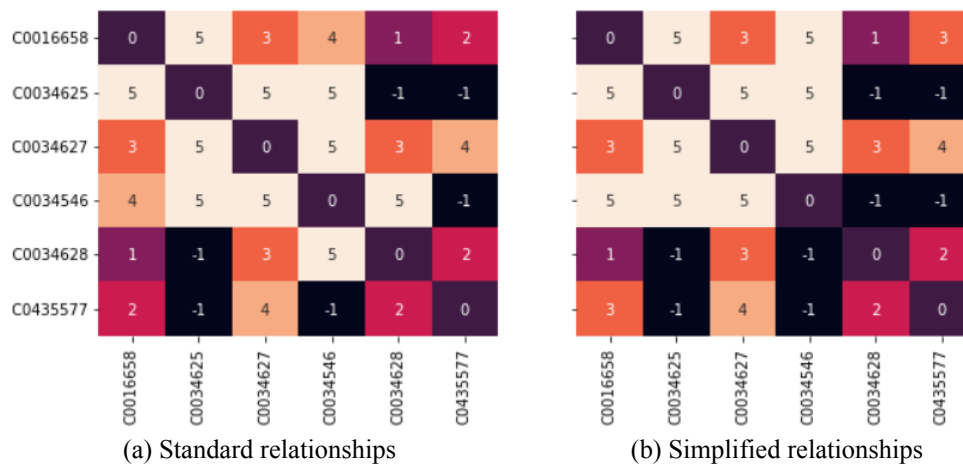 C0016658 0 5 3 4 1 2 0 5 3 5 1 3
C0034625 5 0 5 5 -1 -1 5 0 5 5 -1 -1
C0034627 3 5 0 5 3 4 3 5 0 5 3 4
C0034546 4 5 5 0 5 -1 5 5 5 0 -1 -1
C0034628 1 -1 3 5 0 2 1 -1 3 -1 0 2
C0435577 2 -1 4 -1 2 0 3 -1 4 -1 2 0
C0016658 C0034625 C0034627 C0034546 C0034628 C0435577 C0016658 C0034625 C0034627 C0034546 C0034628 C0435577
(a) Standard relationships (b) Simplified relationships